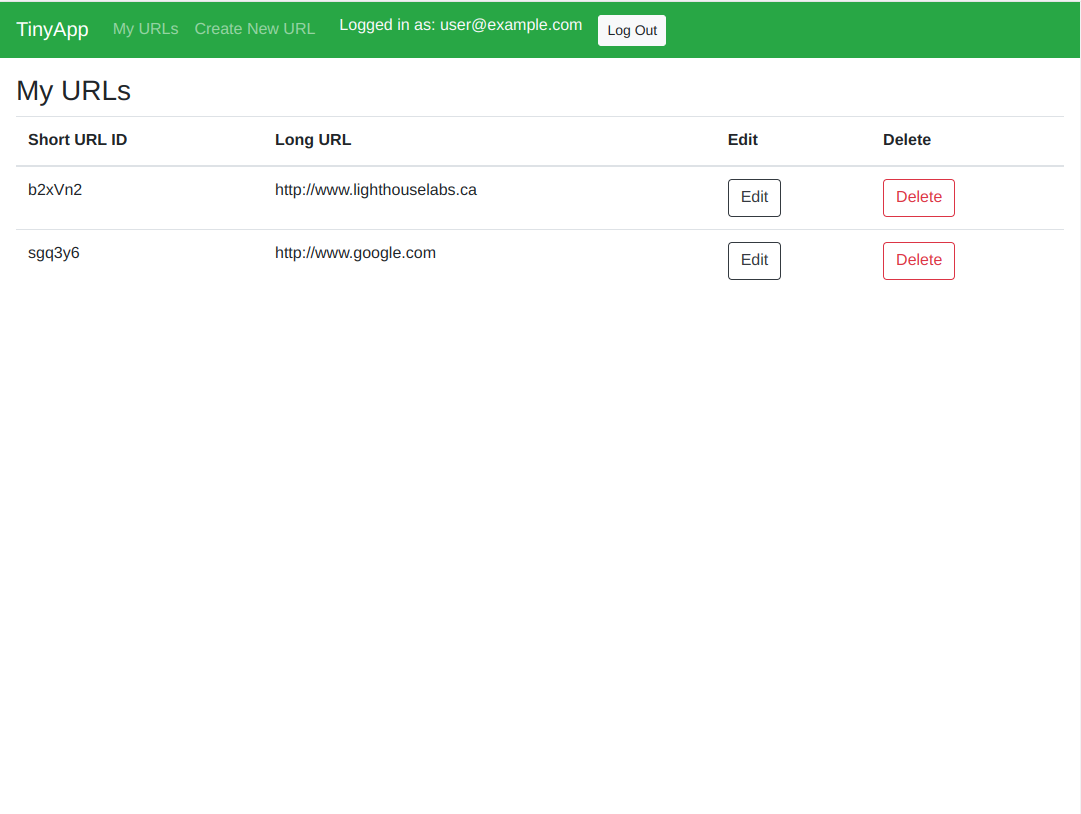 TinyApp My URLs Create New URL Logged in as: user@example.com Log Out
My URLs
Short URL ID Long URL Edit Delete
b2xVn2 http://www.lighthouselabs.ca Edit Delete
sgq3y6 http://www.google.com Edit Delete